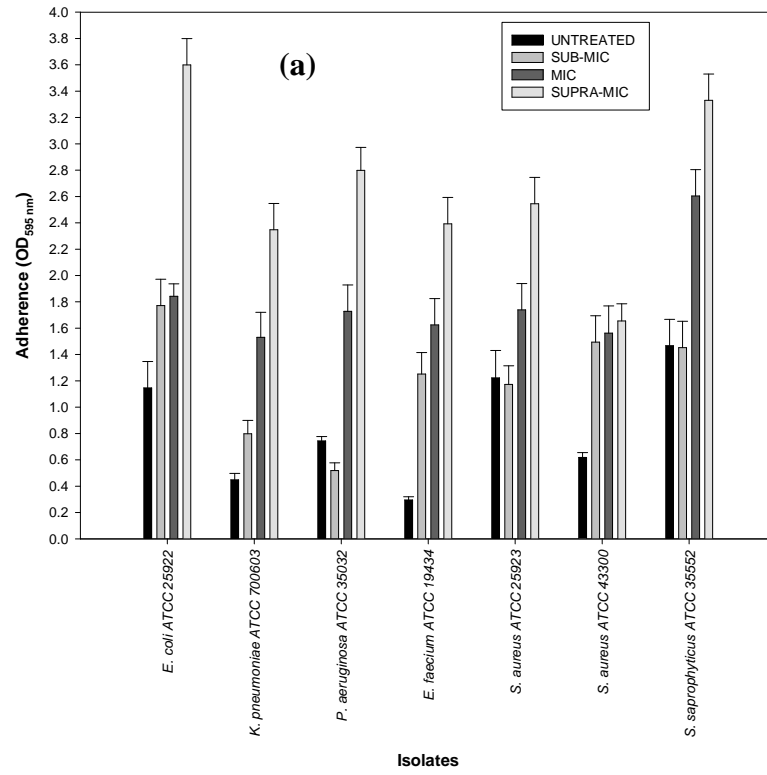 (a)
UNTREATED
SUB-MIC
MIC
SUPRA-MIC
Adherence (OD595 nm)
4.0
3.8
3.6
3.4
3.2
3.0
2.8
2.6
2.4
2.2
2.0
1.8
1.6
1.4
1.2
1.0
0.8
0.6
0.4
0.2
0.0
E. coli ATCC 25922
K. pneumoniae ATCC 700603
P. aeruginosa ATCC 35032
E. faecium ATCC 19434
S. aureus ATCC 25923
S. aureus ATCC 43300
S. saprophyticus ATCC 35552
Isolates